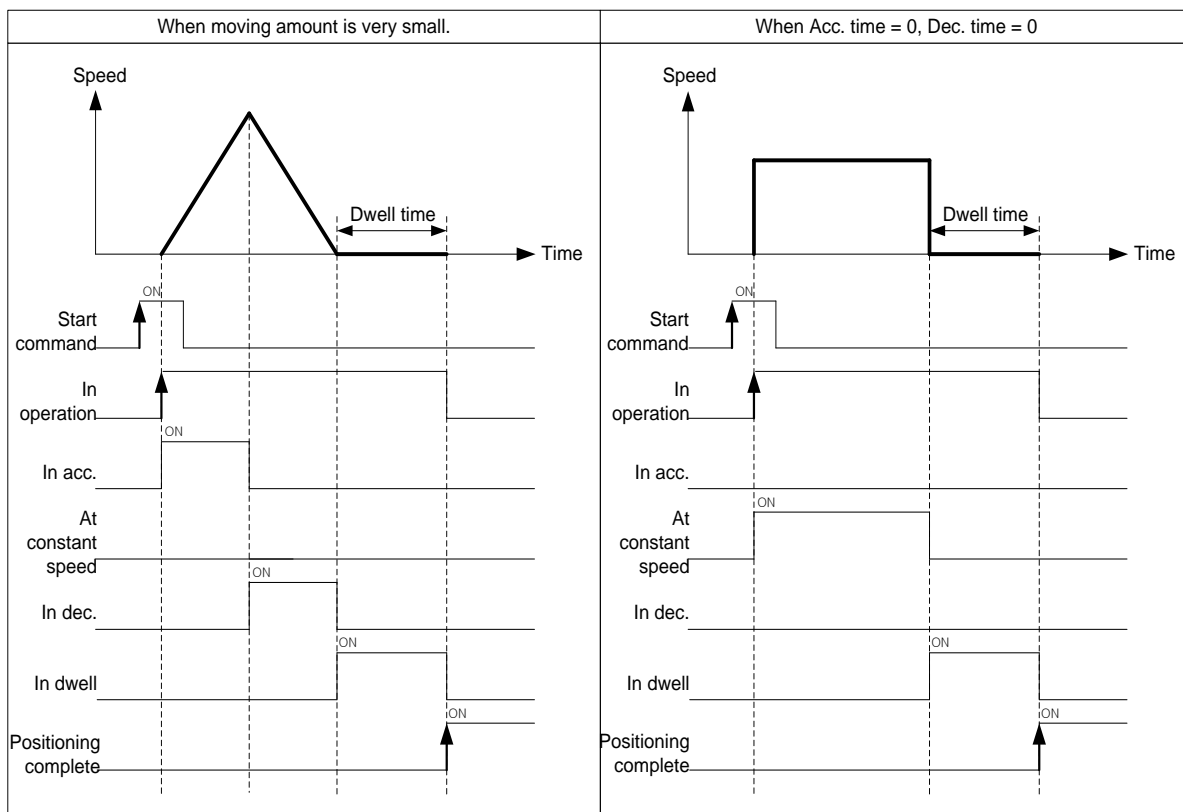 When moving amount is very small.
Speed
Dwell time
Time
ON
Start
command
In
operation
ON
In acc.
At
constant
speed
ON
In dec.
ON
In dwell
ON
Positioning
complete
When Acc. time = 0, Dec. time = 0
Speed
Dwell time
Time
ON
Start
command
In
operation
In acc.
ON
At
constant
speed
In dec.
ON
In dwell
ON
Positioning
complete